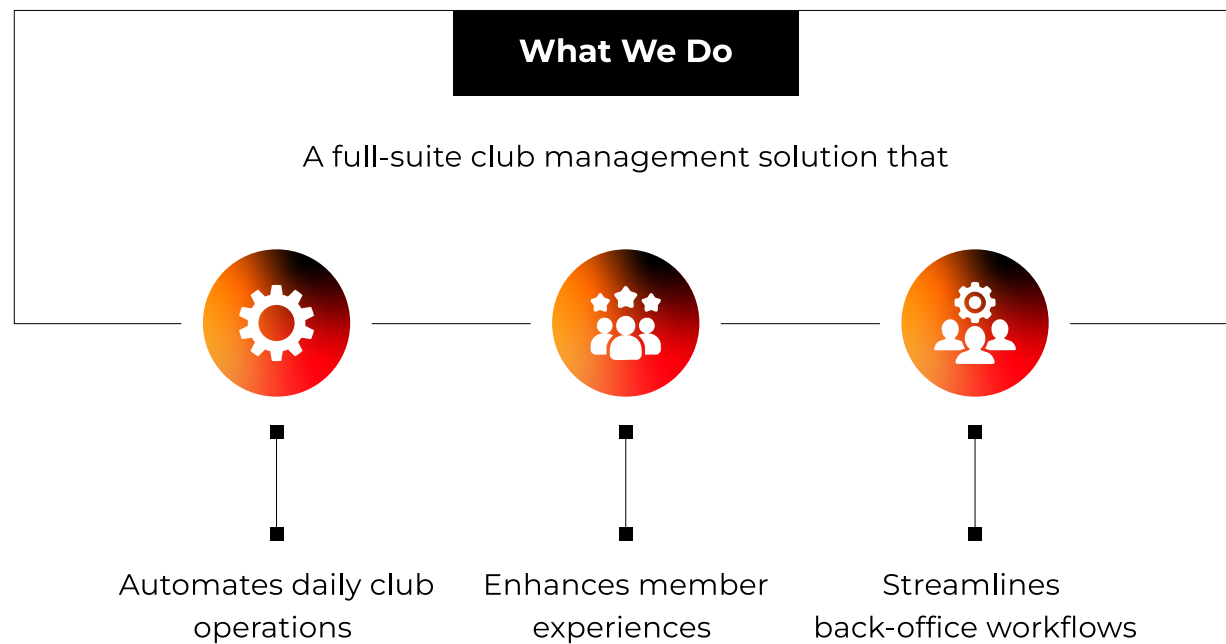 What We Do
A full-suite club management solution that
Automates daily club
operations
Enhances member
experiences
Streamlines
back-office workflows